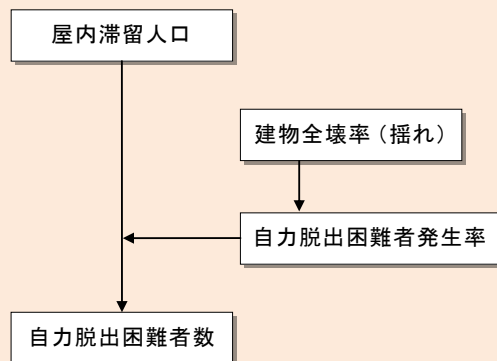 屋内滞留人口
建物全壊率（揺れ）
自力脱出困難者発生率
自力脱出困難者数